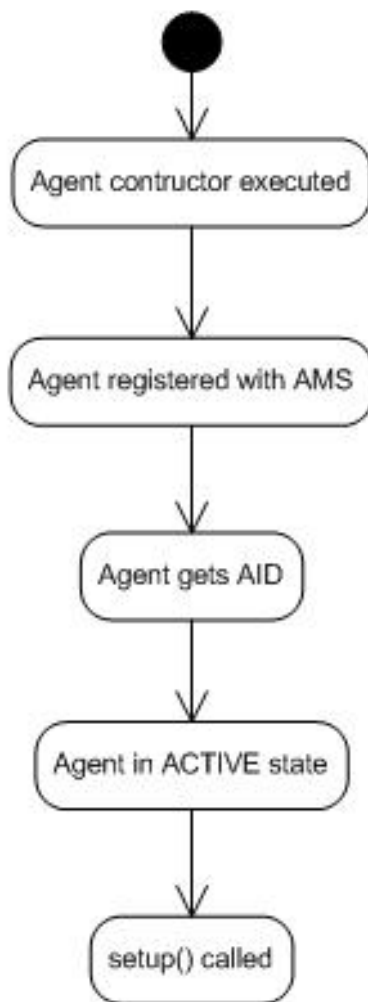 Agent contructor executed
Agent registered with AMS
Agent gets AID
Agent in ACTIVE state
setup() called